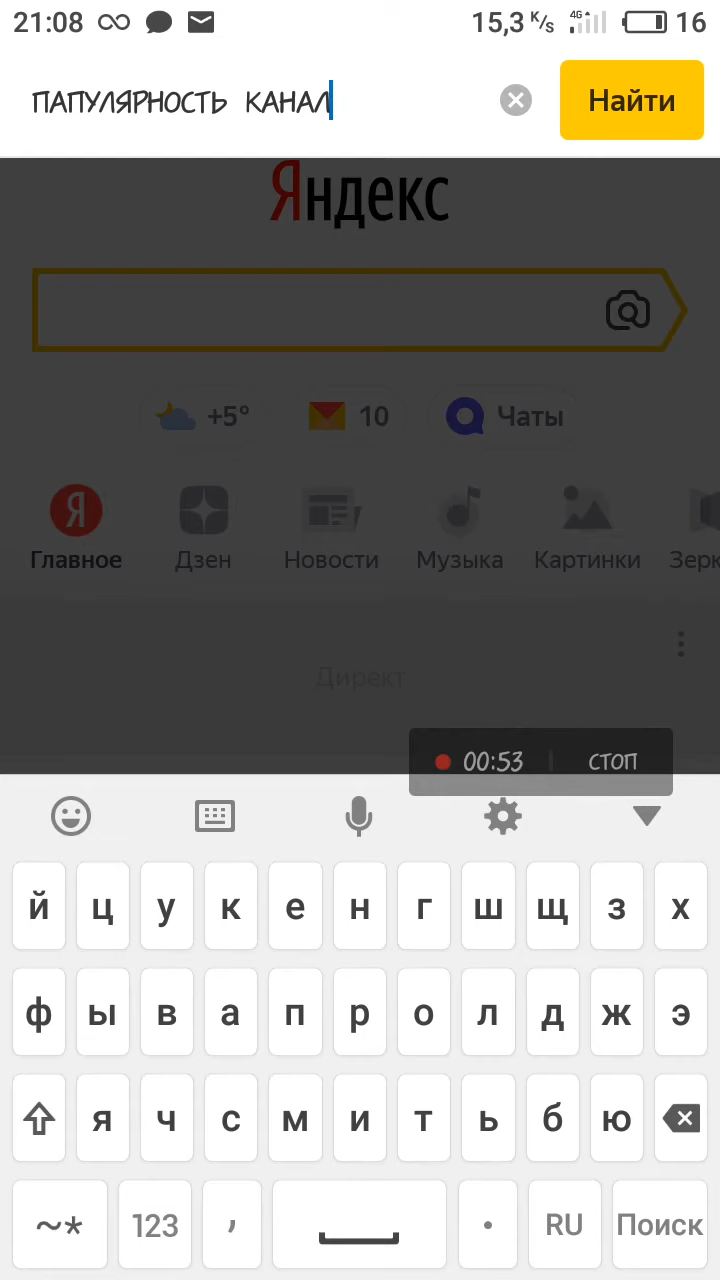 21:08 15,3 K/s 4G 16
ПАПУЛЯРНОСТЬ КАНАЛ Найти
Яндекс
+5° 10 Чаты
Я
Главное Дзен Новости Музыка Картинки Зерк
Директ
00:53 СТОП
й ц у к е н г ш щ з х
ф ы в а п р о л д ж э
я ч с м и т ь б ю
~* 123 , . RU Поиск